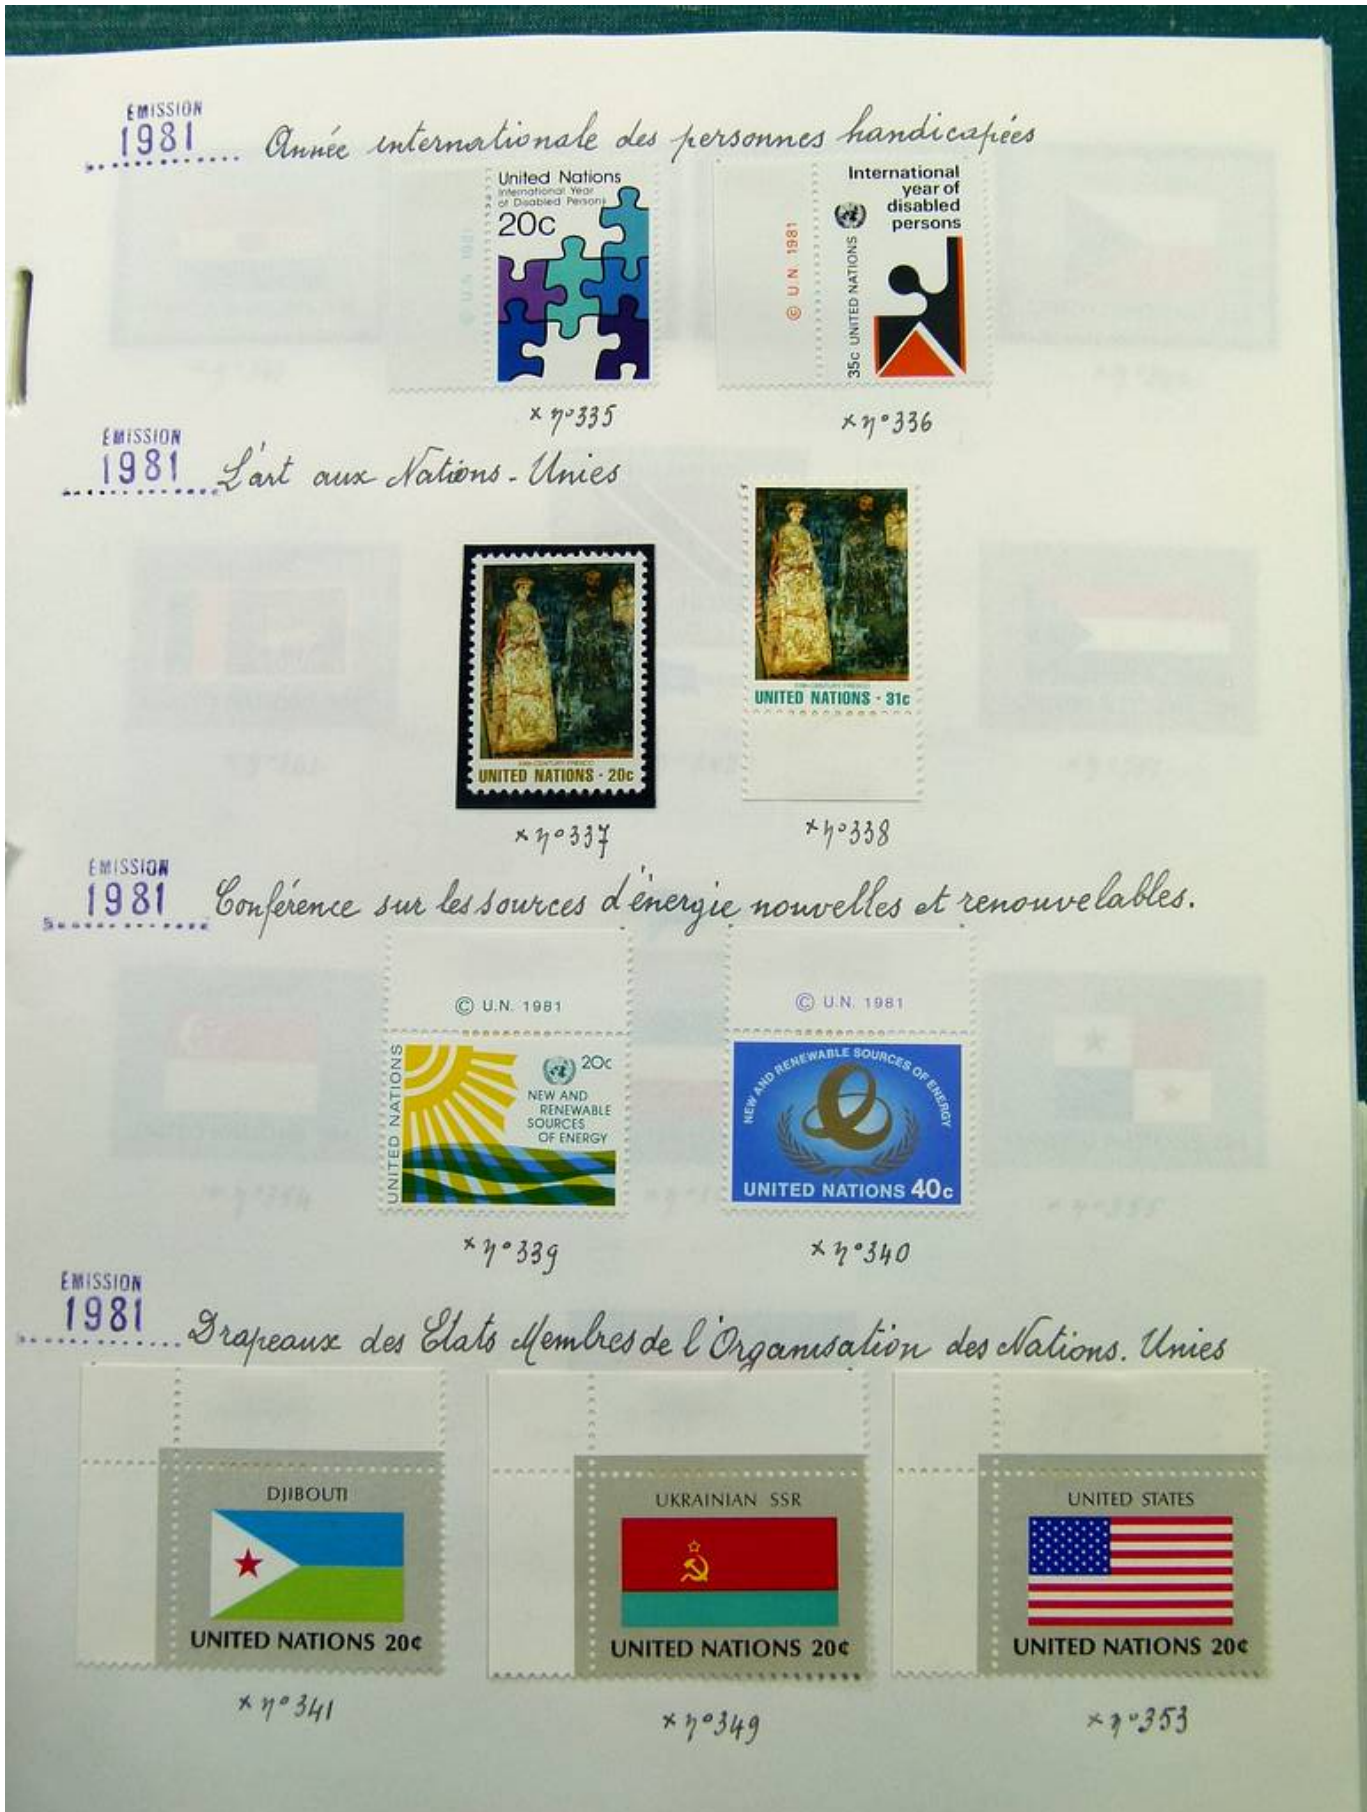 ÉMISSION
1981 Année internationale des personnes handicapées
© U.N. 1981
United Nations
International Year
of Disabled Persons
20c
© U.N. 1981
International
year of
disabled
persons
35c UNITED NATIONS
x n° 335
x n° 336
ÉMISSION
1981 L'art aux Nations-Unies
UNITED NATIONS · 20c
UNITED NATIONS · 31c
x n° 337
x n° 338
ÉMISSION
1981 Conférence sur les sources d'énergie nouvelles et renouvelables.
© U.N. 1981
UNITED NATIONS
20c
NEW AND
RENEWABLE
SOURCES
OF ENERGY
© U.N. 1981
NEW AND RENEWABLE SOURCES OF ENERGY
UNITED NATIONS 40c
x n° 339
x n° 340
ÉMISSION
1981 Drapeaux des Etats Membres de l'Organisation des Nations. Unies
DJIBOUTI
UNITED NATIONS 20¢
UKRAINIAN SSR
UNITED NATIONS 20¢
UNITED STATES
UNITED NATIONS 20¢
x n° 341
x n° 349
x n° 353